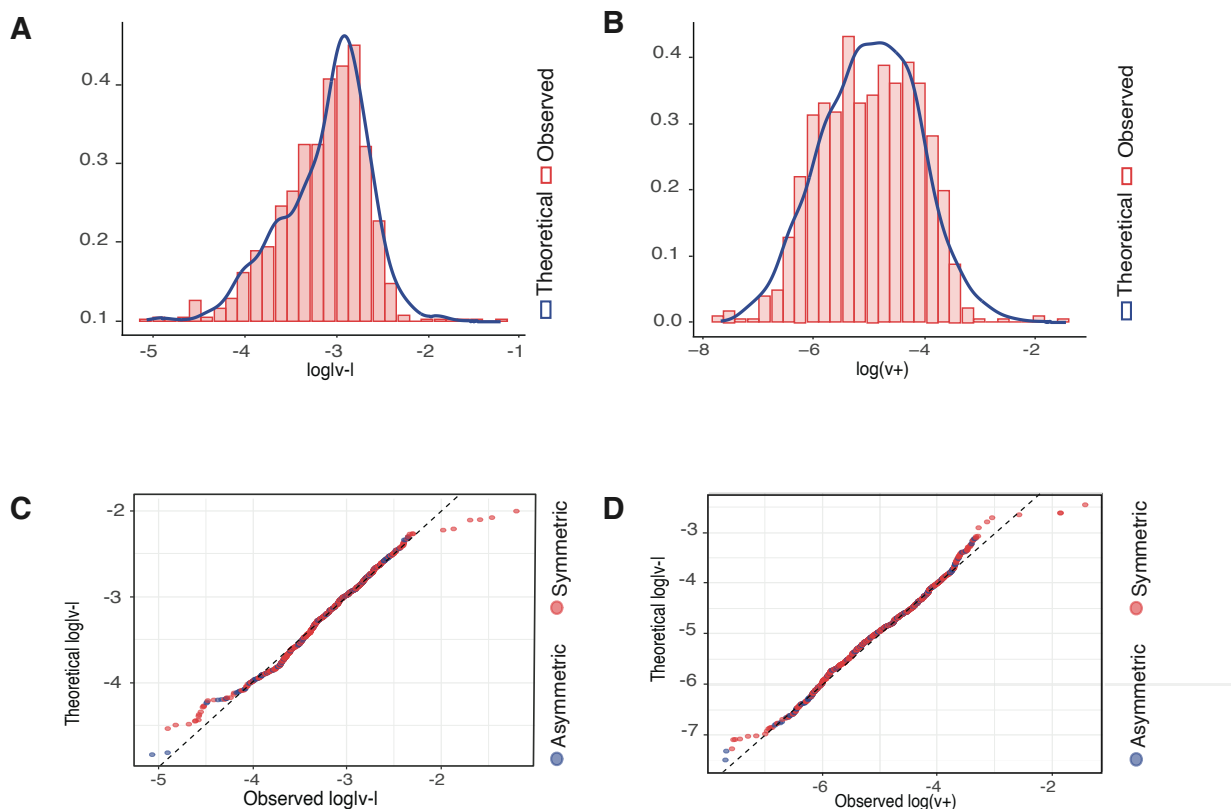 A
0.4
0.3
0.2
0.1
-5
-4
-3
-2
-1
log|v-|
Theoretical
Observed
B
0.4
0.3
0.2
0.1
0.0
−8
−6
−4
-2
log(v+)
Theoretical
Observed
C
-2
-3
-4
-5
-4
-3
-2
Theoretical log|v-|
Observed log|v-|
Asymmetric
Symmetric
D
-3
-4
-5
-6
-7
-6
-4
-2
Theoretical log|v-|
Observed log(v+)
Asymmetric
Symmetric